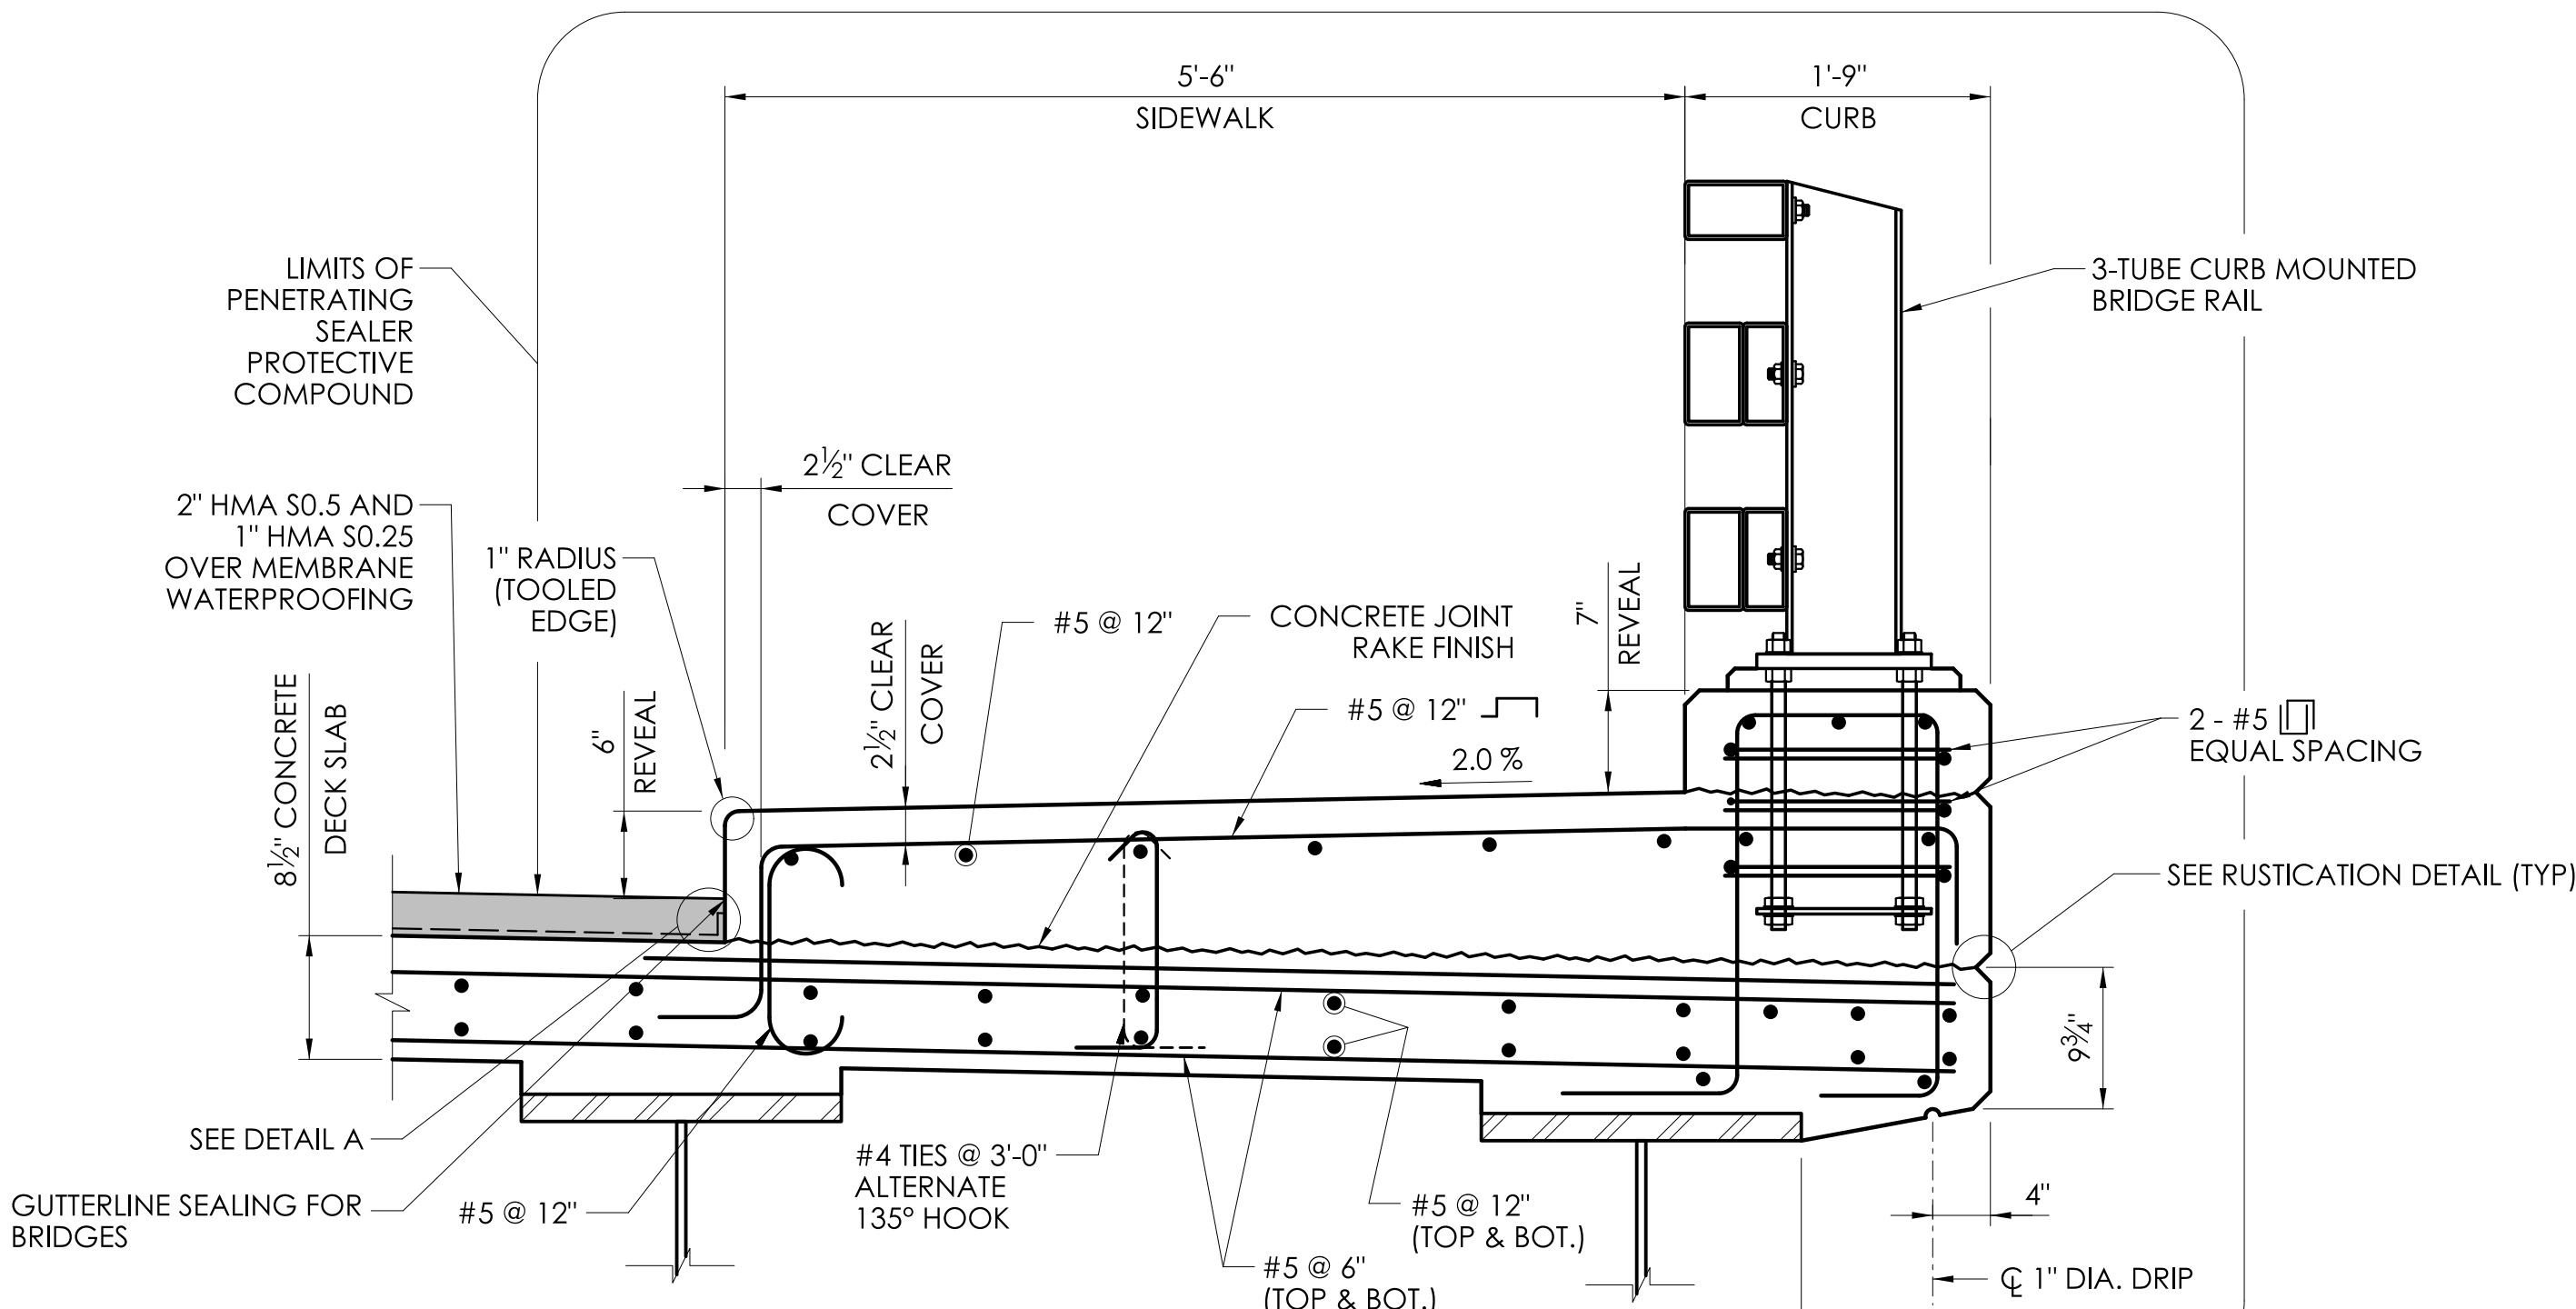 5'-6"
SIDEWALK
1'-9"
CURB
LIMITS OF
PENETRATING
SEALER
PROTECTIVE
COMPOUND
3-TUBE CURB MOUNTED
BRIDGE RAIL
2½" CLEAR
COVER
2" HMA S0.5 AND
1" HMA S0.25
OVER MEMBRANE
WATERPROOFING
1" RADIUS
(TOOLED
EDGE)
#5 @ 12"
CONCRETE JOINT
RAKE FINISH
7"
REVEAL
8½" CONCRETE
DECK SLAB
6"
REVEAL
2½" CLEAR
COVER
#5 @ 12"
2.0 %
2 - #5
EQUAL SPACING
SEE RUSTICATION DETAIL (TYP)
9¾"
SEE DETAIL A
GUTTERLINE SEALING FOR
BRIDGES
#5 @ 12"
#4 TIES @ 3'-0"
ALTERNATE
135° HOOK
#5 @ 12"
(TOP & BOT.)
#5 @ 6"
(TOP & BOT.)
4"
℄ 1" DIA. DRIP